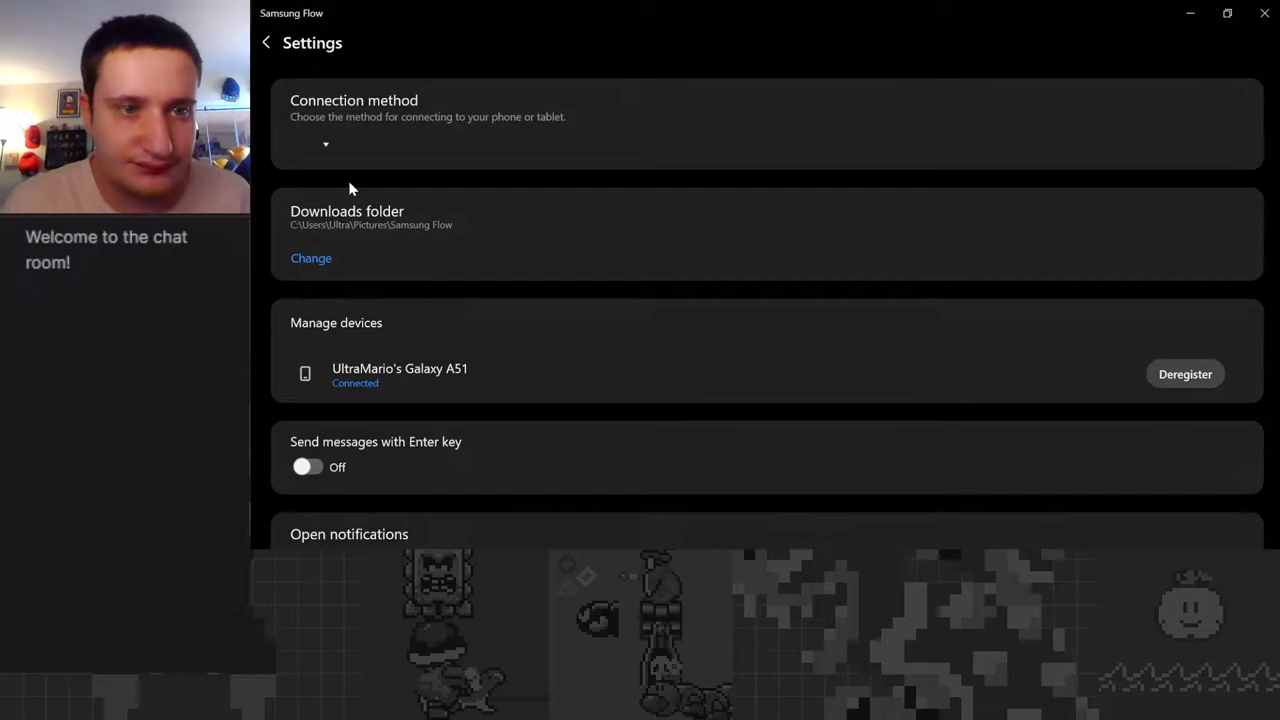 Samsung Flow
Settings
Connection method
Choose the method for connecting to your phone or tablet.
Downloads folder
C:\Users\Ultra\Pictures\Samsung Flow
Change
Manage devices
UltraMario's Galaxy A51
Connected
Deregister
Send messages with Enter key
Off
Open notifications
Welcome to the chat
room!